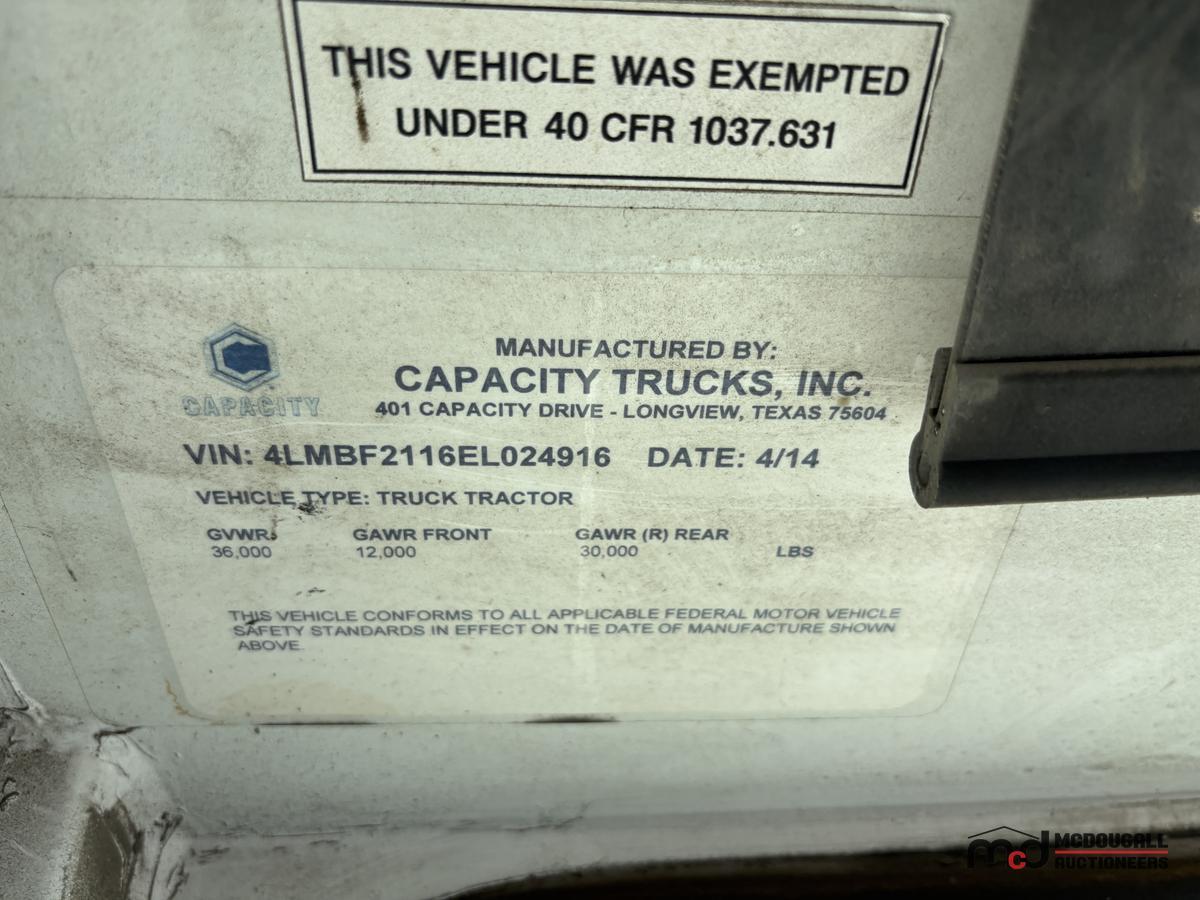 THIS VEHICLE WAS EXEMPTED
UNDER 40 CFR 1037.631
CAPACITY
MANUFACTURED BY:
CAPACITY TRUCKS, INC.
401 CAPACITY DRIVE - LONGVIEW, TEXAS 75604
VIN: 4LMBF2116EL024916 DATE: 4/14
VEHICLE TYPE: TRUCK TRACTOR
GVWR GAWR FRONT GAWR (R) REAR
36,000 12,000 30,000 LBS
THIS VEHICLE CONFORMS TO ALL APPLICABLE FEDERAL MOTOR VEHICLE
SAFETY STANDARDS IN EFFECT ON THE DATE OF MANUFACTURE SHOWN
ABOVE.
mcd MCDOUGALL
AUCTIONEERS